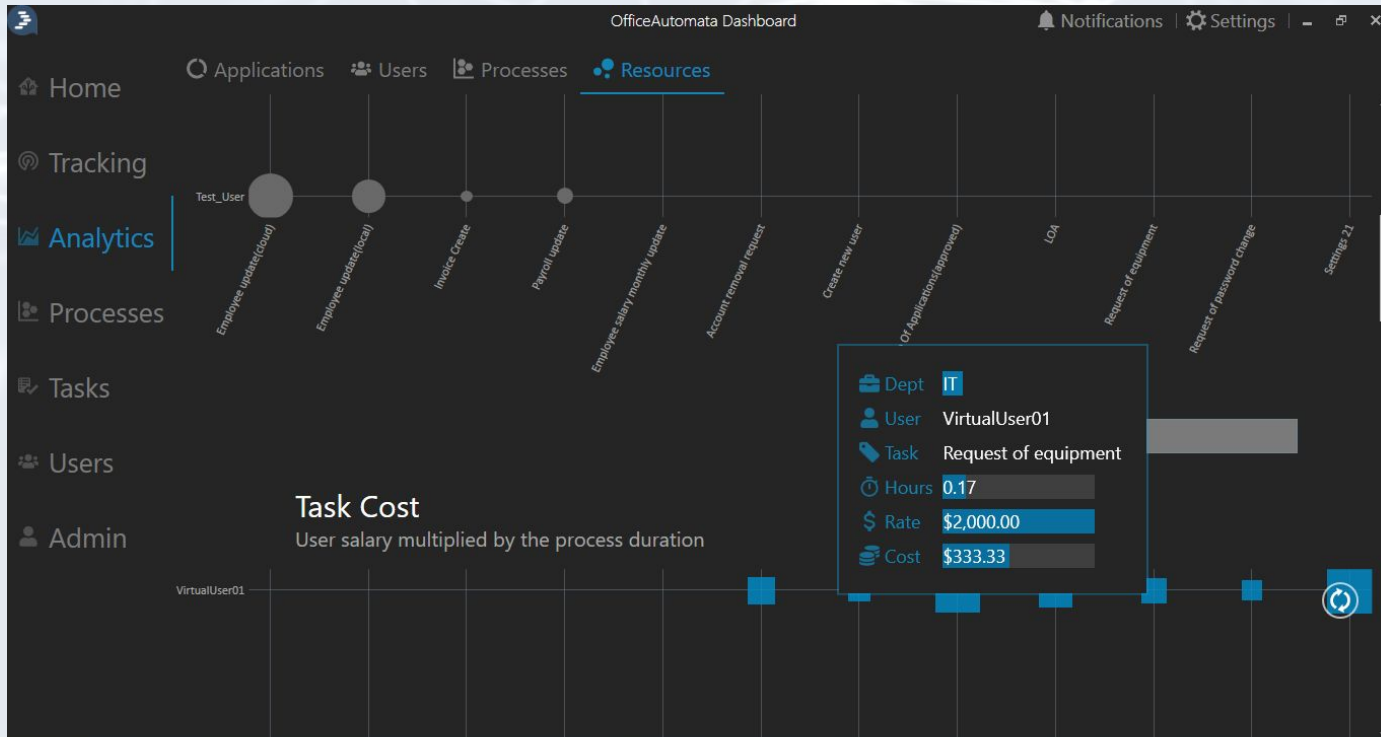 OfficeAutomata Dashboard
Notifications
Settings
Home
Tracking
Analytics
Processes
Tasks
Users
Admin
Applications
Users
Processes
Resources
Test_User
Employee update(cloud)
Employee update(local)
Invoice Create
Payroll update
Employee salary monthly update
Account removal request
Create new user
Of Applications(approved)
LOA
Request of equipment
Request of password change
Settings 21
Dept IT
User VirtualUser01
Task Request of equipment
Hours 0.17
Rate $2,000.00
Cost $333.33
Task Cost
User salary multiplied by the process duration
VirtualUser01